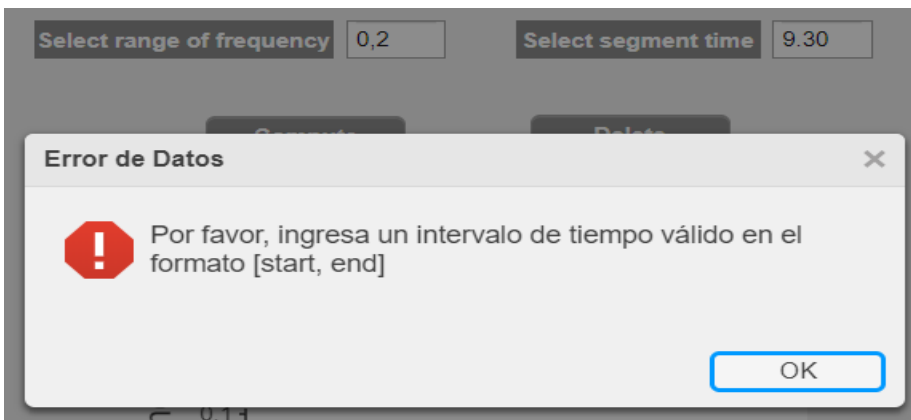 Select range of frequency 0,2 Select segment time 9.30
Error de Datos
Por favor, ingresa un intervalo de tiempo válido en el
formato [start, end]
OK